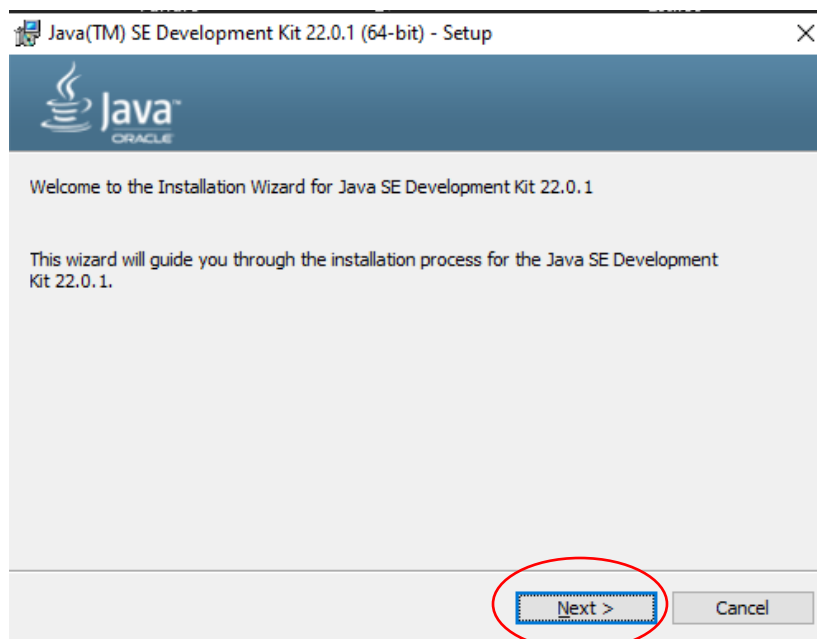 Java(TM) SE Development Kit 22.0.1 (64-bit) - Setup
Java™
ORACLE
Welcome to the Installation Wizard for Java SE Development Kit 22.0.1
This wizard will guide you through the installation process for the Java SE Development
Kit 22.0.1.
Next >
Cancel